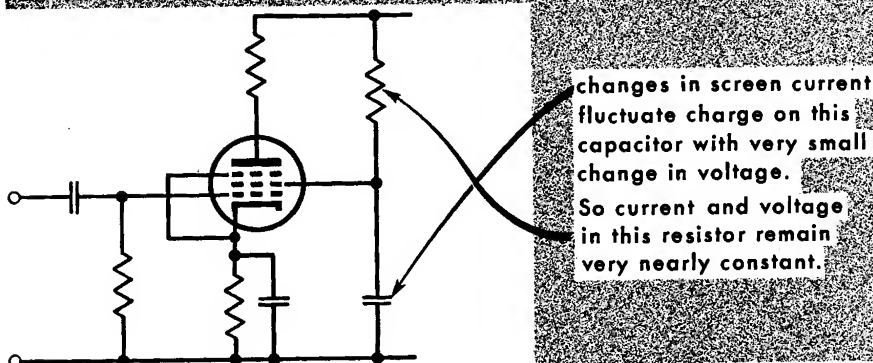 changes in screen current
fluctuate charge on this
capacitor with very small
change in voltage.
So current and voltage
in this resistor remain
very nearly constant.